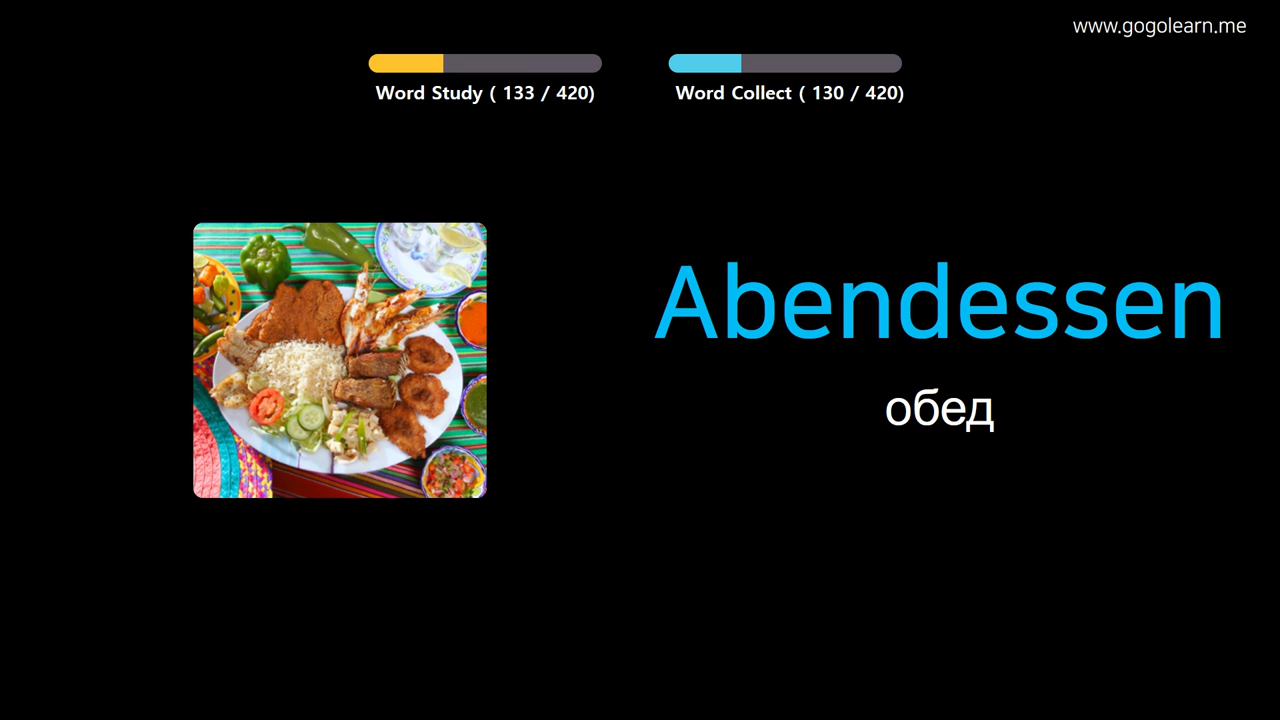 www.gogolearn.me
Word Study ( 133 / 420)
Word Collect ( 130 / 420)
Abendessen
обед